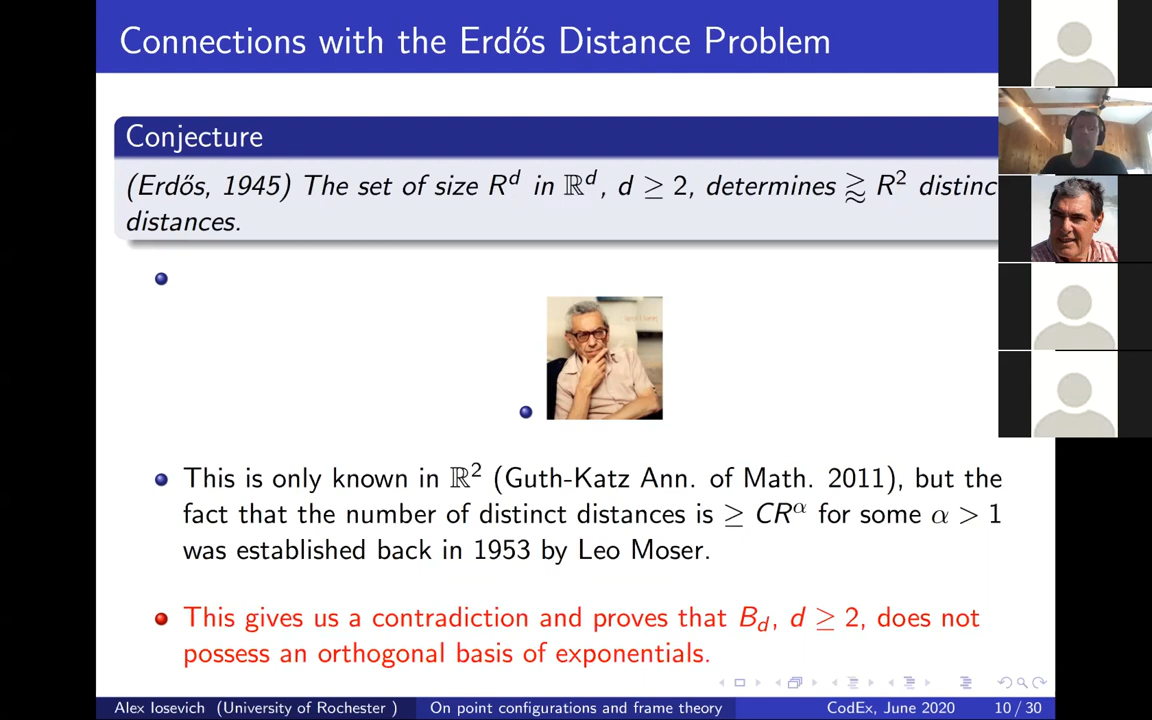 Connections with the Erdős Distance Problem
Conjecture
(Erdős, 1945) The set of size R^d in ℝ^d, d ≥ 2, determines ⪆ R² distinc
distances.
This is only known in ℝ² (Guth-Katz Ann. of Math. 2011), but the
fact that the number of distinct distances is ≥ CR^α for some α > 1
was established back in 1953 by Leo Moser.
This gives us a contradiction and proves that B_d, d ≥ 2, does not
possess an orthogonal basis of exponentials.
Alex Iosevich (University of Rochester ) On point configurations and frame theory CodEx, June 2020 10 / 30